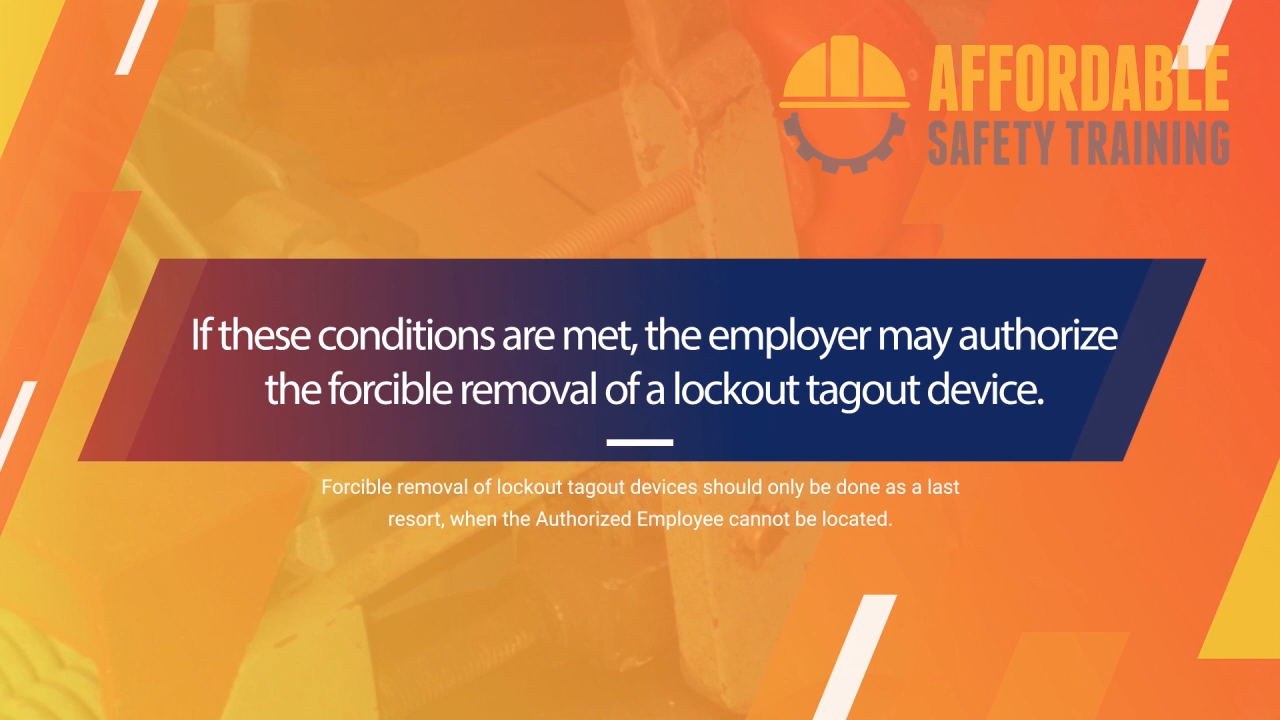 AFFORDABLE
SAFETY TRAINING
If these conditions are met, the employer may authorize
the forcible removal of a lockout tagout device.
Forcible removal of lockout tagout devices should only be done as a last
resort, when the Authorized Employee cannot be located.